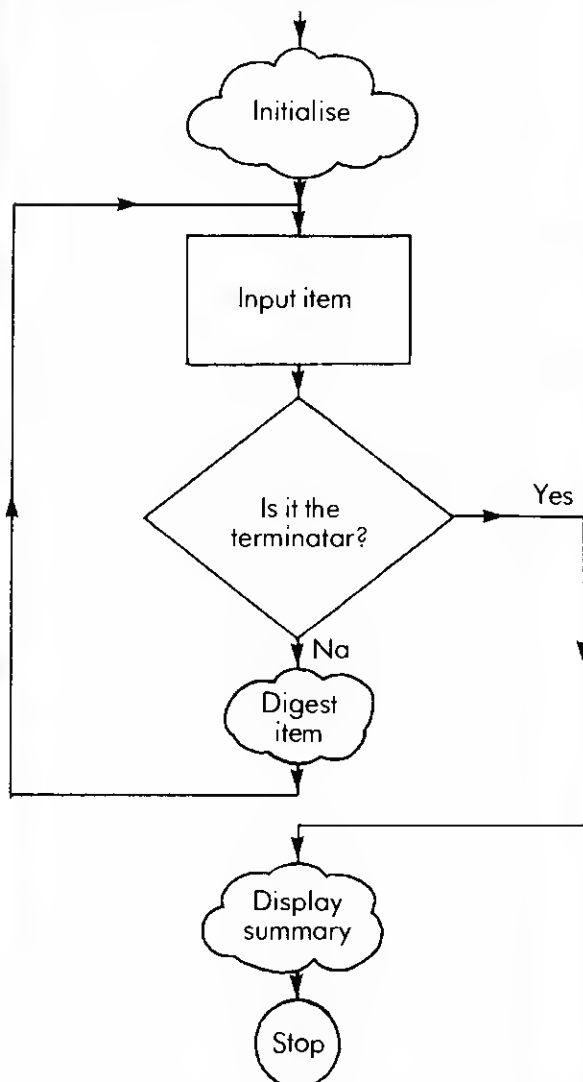 Initialise
Input item
Is it the
terminatar?
Yes
Na
Digest
item
Display
summary
Stop